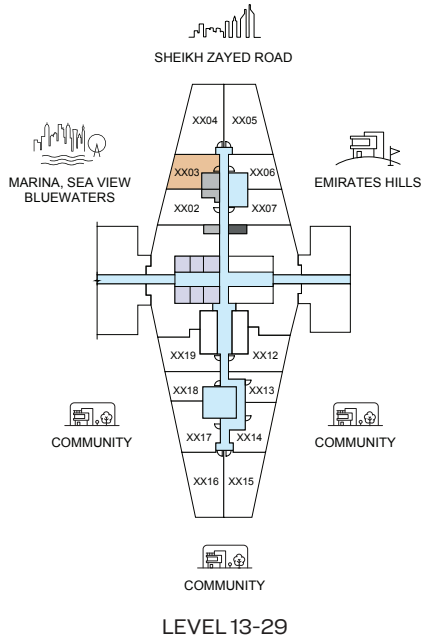 SHEIKH ZAYED ROAD
XX04
XX05
MARINA, SEA VIEW
BLUEWATERS
XX03
XX06
EMIRATES HILLS
XX02
XX07
XX19
XX12
XX18
XX13
COMMUNITY
COMMUNITY
XX17
XX14
XX16
XX15
COMMUNITY
LEVEL 13-29